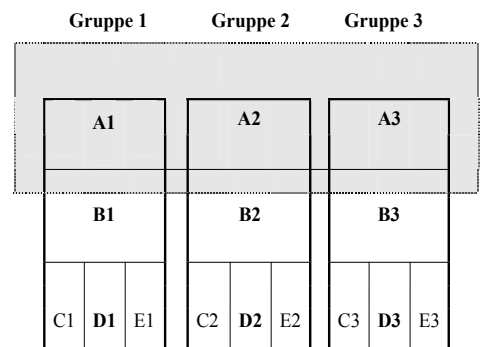 Gruppe 1 Gruppe 2 Gruppe 3
A1 A2 A3
B1 B2 B3
C1 D1 E1 C2 D2 E2 C3 D3 E3